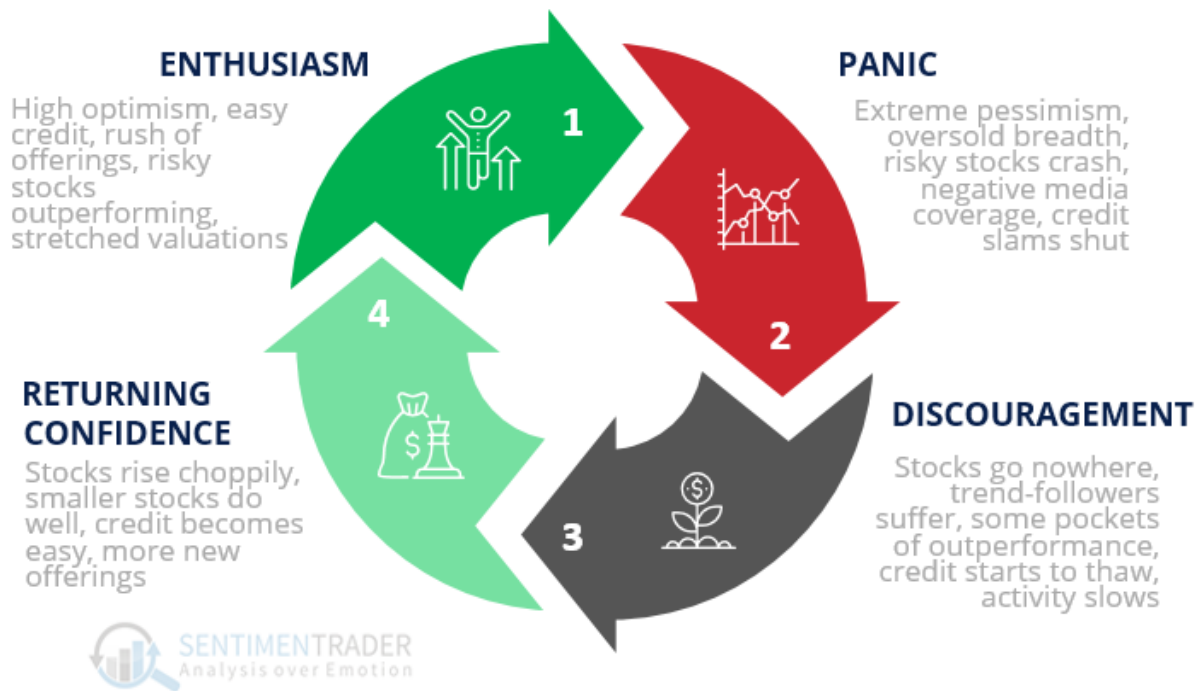 ENTHUSIASM
High optimism, easy
credit, rush of
offerings, risky
stocks
outperforming,
stretched valuations
1
PANIC
Extreme pessimism,
oversold breadth,
risky stocks crash,
negative media
coverage, credit
slams shut
2
DISCOURAGEMENT
Stocks go nowhere,
trend-followers
suffer, some pockets
of outperformance,
credit starts to thaw,
activity slows
3
RETURNING
CONFIDENCE
Stocks rise choppily,
smaller stocks do
well, credit becomes
easy, more new
offerings
4
$
$
SENTIMENTRADER
Analysis over Emotion